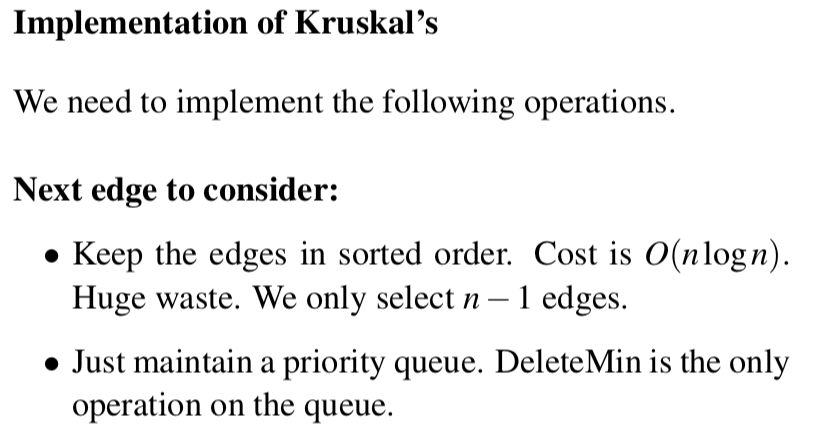 Implementation of Kruskal’s
We need to implement the following operations.
Next edge to consider:
• Keep the edges in sorted order. Cost is O(n log n).
Huge waste. We only select n − 1 edges.
• Just maintain a priority queue. DeleteMin is the only
operation on the queue.